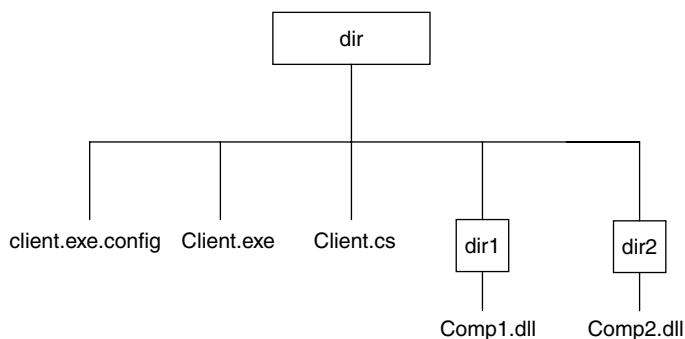 dir
client.exe.config
Client.exe
Client.cs
dir1
dir2
Comp1.dll
Comp2.dll